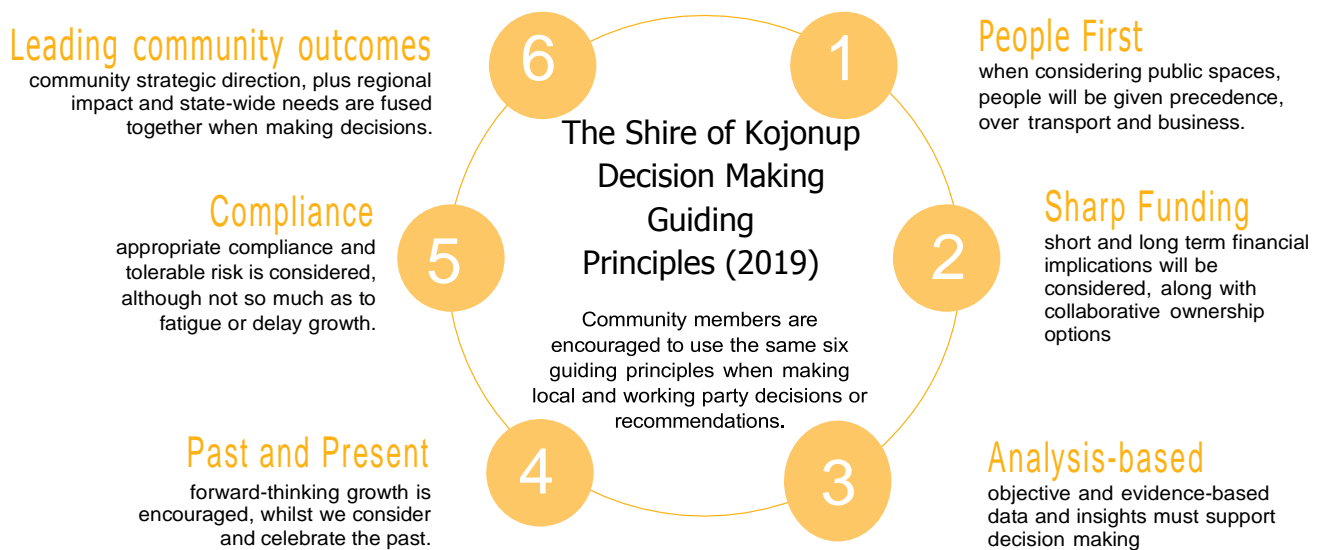 The Shire of Kojonup
Decision Making
Guiding
Principles (2019)
Community members are
encouraged to use the same six
guiding principles when making
local and working party decisions or
recommendations.
1
People First
when considering public spaces,
people will be given precedence,
over transport and business.
2
Sharp Funding
short and long term financial
implications will be
considered, along with
collaborative ownership
options
3
Analysis-based
objective and evidence-based
data and insights must support
decision making
4
Past and Present
forward-thinking growth is
encouraged, whilst we consider
and celebrate the past.
5
Compliance
appropriate compliance and
tolerable risk is considered,
although not so much as to
fatigue or delay growth.
6
Leading community outcomes
community strategic direction, plus regional
impact and state-wide needs are fused
together when making decisions.